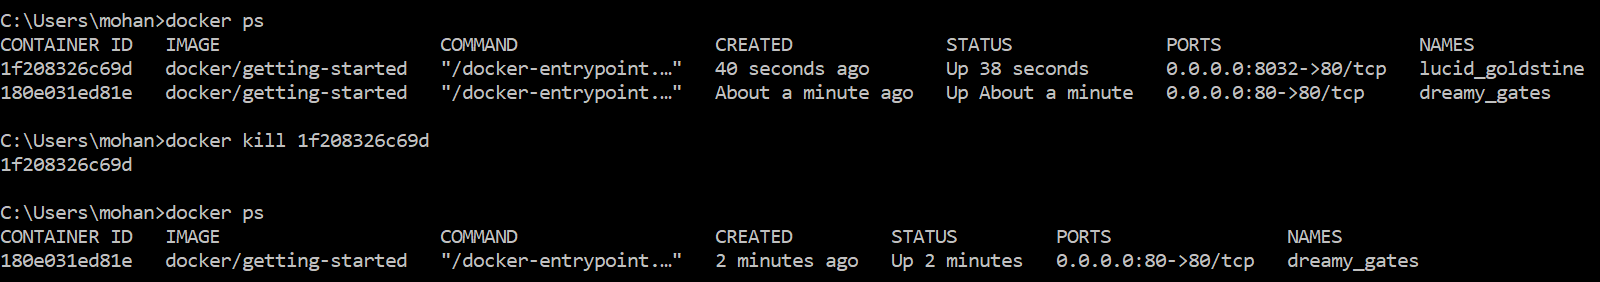 C:\Users\mohan>docker ps
CONTAINER ID   IMAGE                    COMMAND                  CREATED              STATUS              PORTS                  NAMES
1f208326c69d   docker/getting-started   "/docker-entrypoint.…"   40 seconds ago       Up 38 seconds       0.0.0.0:8032->80/tcp   lucid_goldstine
180e031ed81e   docker/getting-started   "/docker-entrypoint.…"   About a minute ago   Up About a minute   0.0.0.0:80->80/tcp     dreamy_gates
C:\Users\mohan>docker kill 1f208326c69d
1f208326c69d
C:\Users\mohan>docker ps
CONTAINER ID   IMAGE                    COMMAND                  CREATED         STATUS         PORTS                NAMES
180e031ed81e   docker/getting-started   "/docker-entrypoint.…"   2 minutes ago   Up 2 minutes   0.0.0.0:80->80/tcp   dreamy_gates